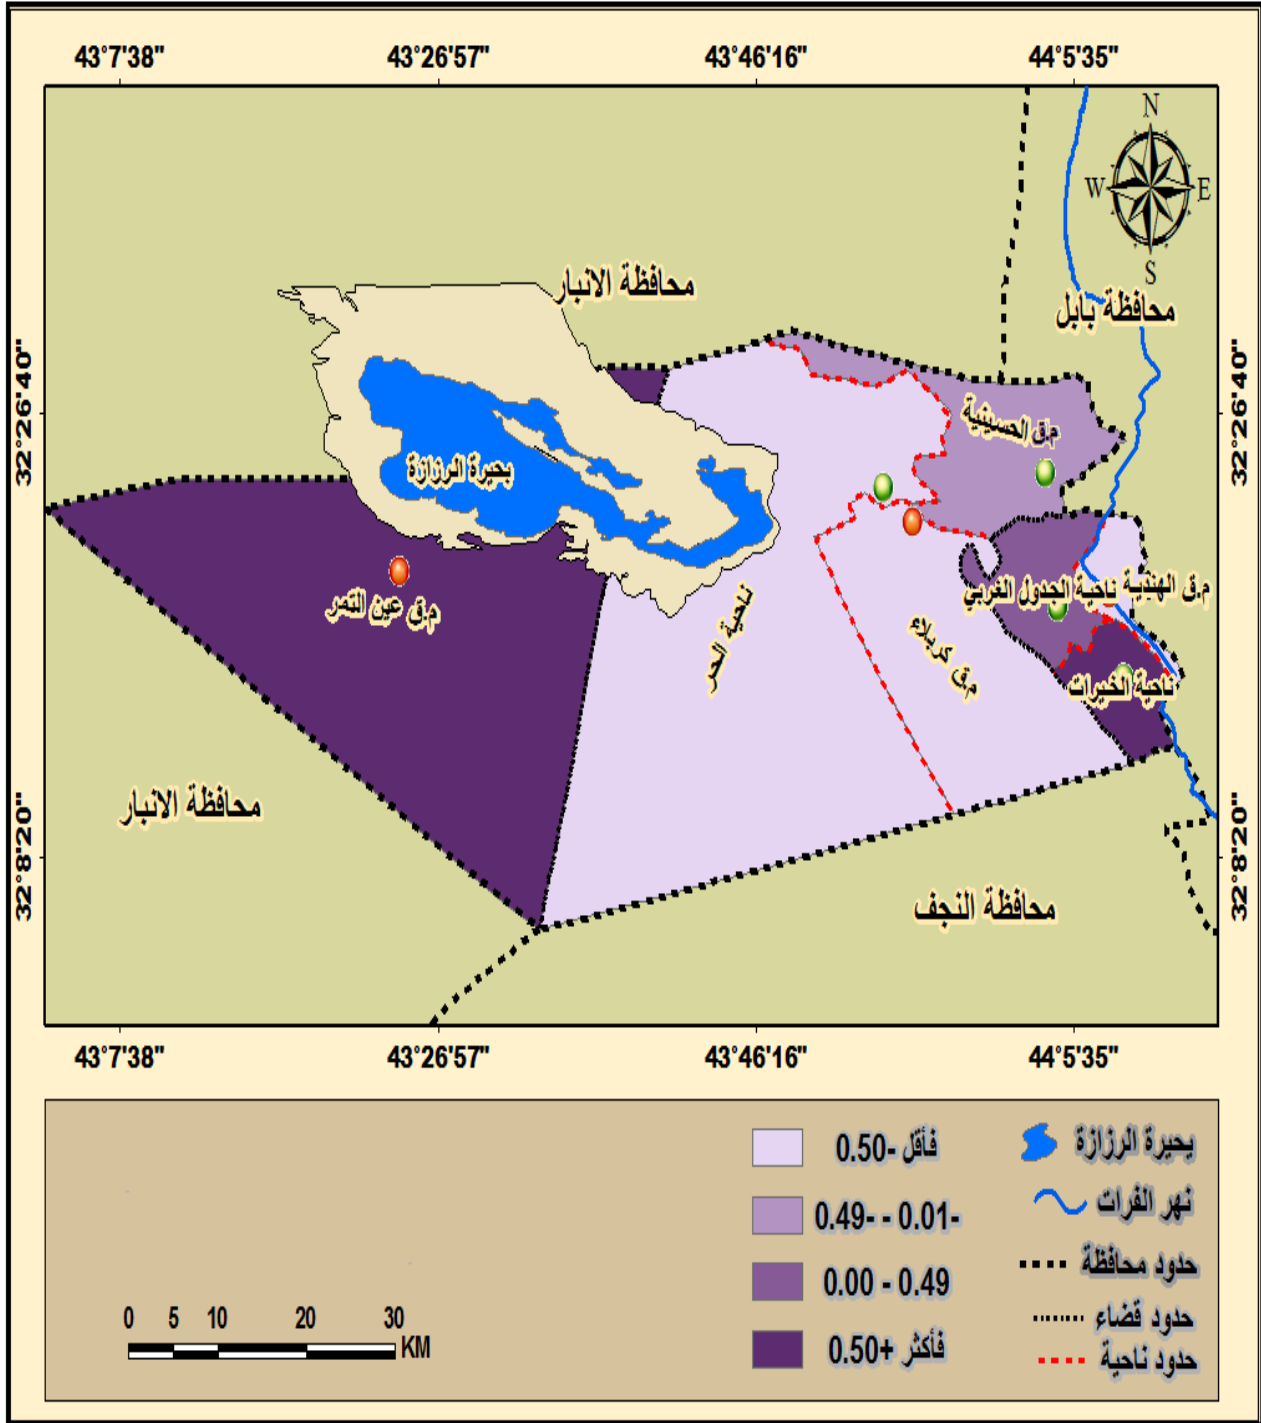 43°7'38" 43°26'57" 43°46'16" 44°5'35"
N
W E
S
محافظة الانبار
محافظة بابل
32°26'40" 32°26'40"
م.ق الحسينية
بحيرة الرزازة
م.ق الهندية
ناحية الجدول الغربي
م.ق عين التمر
ناحية الحر
م.ق كربلاء
ناحية الخيرات
محافظة الانبار
32°8'20" 32°8'20"
محافظة النجف
43°7'38" 43°26'57" 43°46'16" 44°5'35"
بحيرة الرزازة
نهر الفرات
حدود محافظة
حدود قضاء
حدود ناحية
فأقل -0.50
0.49- - 0.01-
0.00 - 0.49
فأكثر +0.50
0 5 10 20 30
KM